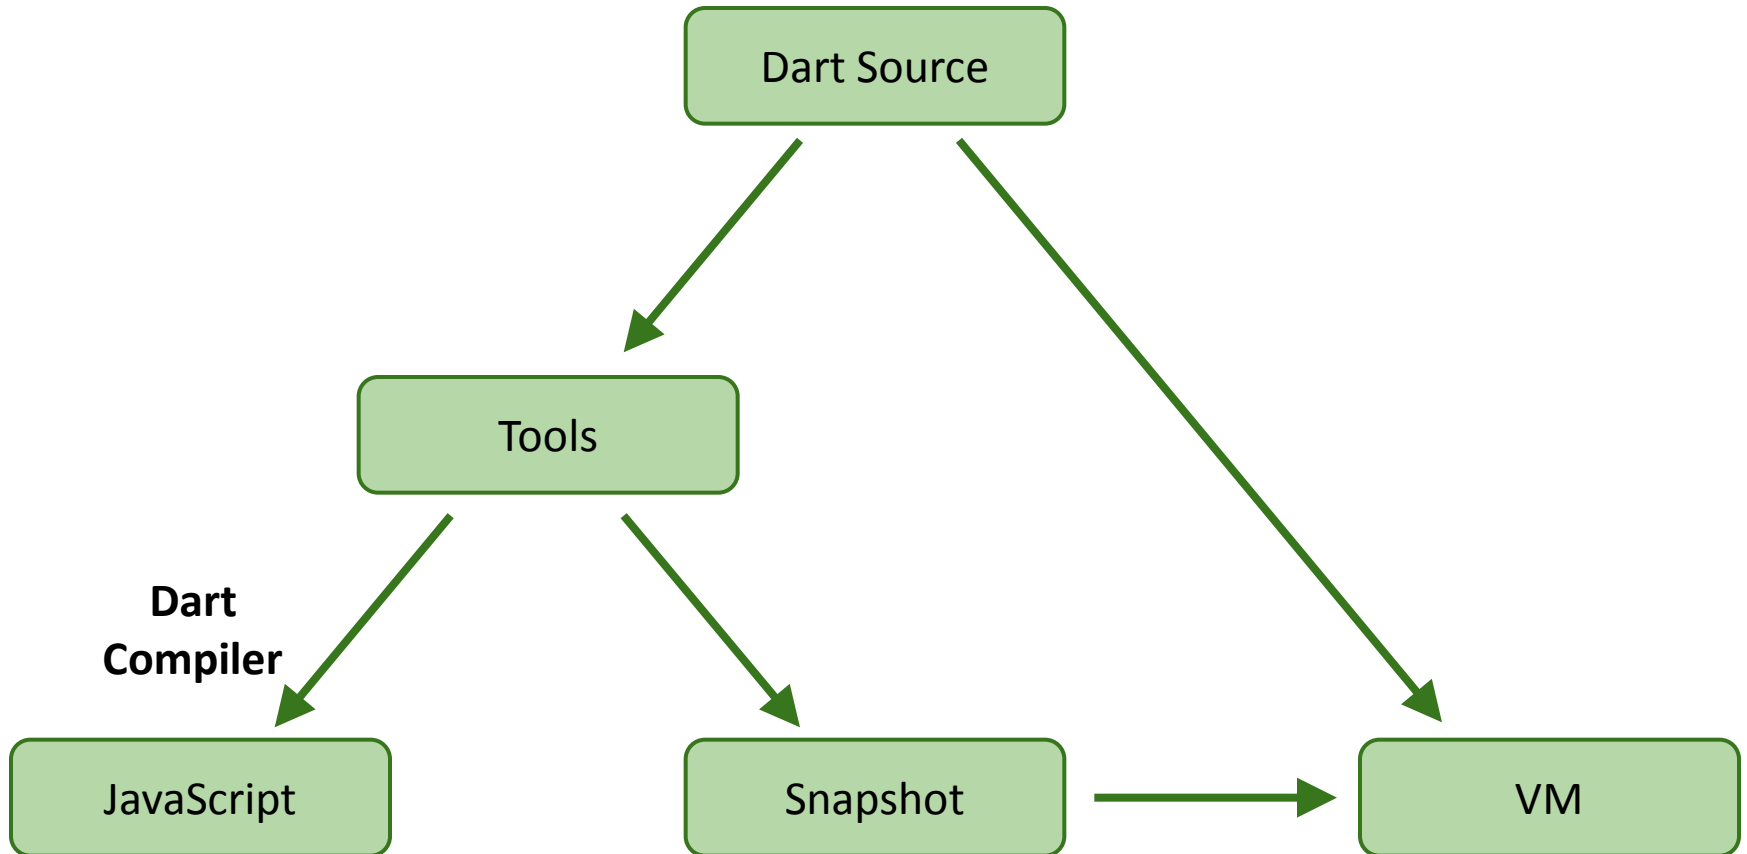 Dart Source
Tools
Dart
Compiler
JavaScript
Snapshot
VM